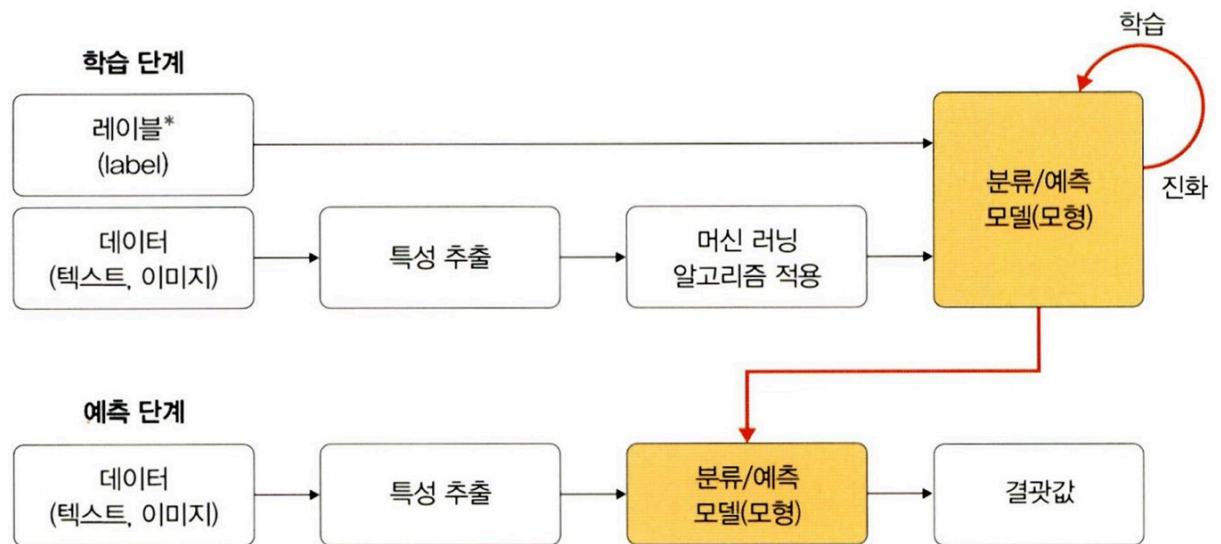 학습
학습 단계
레이블*
(label)
분류/예측
모델(모형)
진화
데이터
(텍스트, 이미지)
특성 추출
머신 러닝
알고리즘 적용
예측 단계
데이터
(텍스트, 이미지)
특성 추출
분류/예측
모델(모형)
결괏값